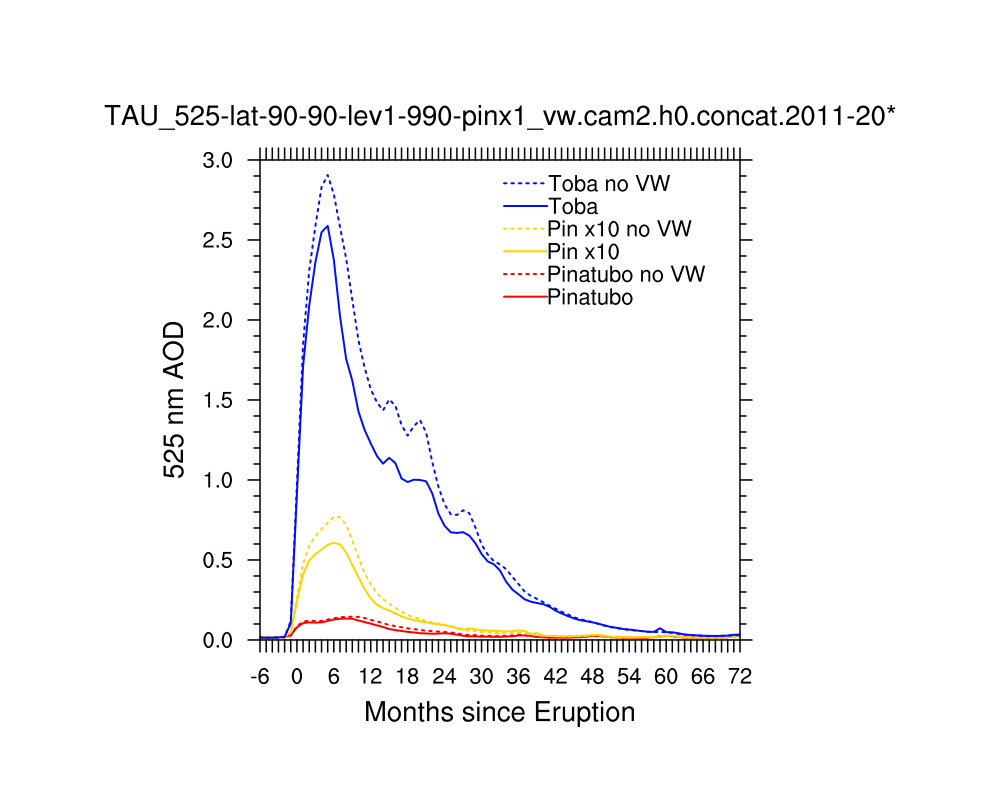 TAU_525-lat-90-90-lev1-990-pinx1_vw.cam2.h0.concat.2011-20*
3.0
2.5
2.0
1.5
1.0
0.5
0.0
525 nm AOD
Toba no VW
Toba
Pin x10 no VW
Pin x10
Pinatubo no VW
Pinatubo
-6 0 6 12 18 24 30 36 42 48 54 60 66 72
Months since Eruption